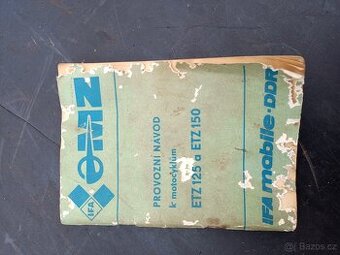 MZ
IFA
PROVOZNÍ NÁVOD
k motocyklům
ETZ 125 a ETZ 150
IFA mobile-DDR
Bazos.cz